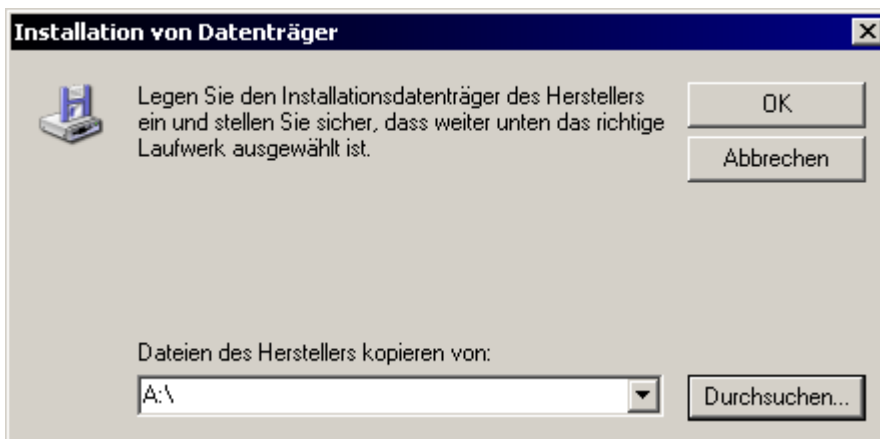 Installation von Datenträger
Legen Sie den Installationsdatenträger des Herstellers
ein und stellen Sie sicher, dass weiter unten das richtige
Laufwerk ausgewählt ist.
OK
Abbrechen
Dateien des Herstellers kopieren von:
A:\
Durchsuchen...